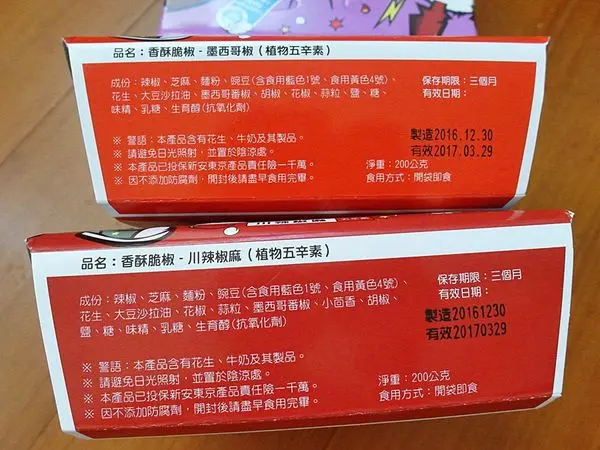 品名：香酥脆椒 - 墨西哥椒（植物五辛素）
成份：辣椒、芝麻、麵粉、豌豆(含食用藍色1號、食用黃色4號)、
花生、大豆沙拉油、墨西哥番椒、胡椒、花椒、蒜粒、鹽、糖、
味精、乳糖、生育醇(抗氧化劑)
保存期限：三個月
有效日期：
製造2016.12.30
有效2017.03.29
※ 警語：本產品含有花生、牛奶及其製品。
※ 請避免日光照射，並置於陰涼處。
※ 本產品已投保新安東京產品責任險一千萬。
※ 因不添加防腐劑，開封後請盡早食用完畢。
淨重：200公克
食用方式：開袋即食
品名：香酥脆椒 - 川辣椒麻（植物五辛素）
成份：辣椒、芝麻、麵粉、豌豆(含食用藍色1號、食用黃色4號)、
花生、大豆沙拉油、花椒、蒜粒、墨西哥番椒、小茴香、胡椒、
鹽、糖、味精、乳糖、生育醇(抗氧化劑)
保存期限：三個月
有效日期：
製造20161230
有效20170329
※ 警語：本產品含有花生、牛奶及其製品。
※ 請避免日光照射，並置於陰涼處。
※ 本產品已投保新安東京產品責任險一千萬。
※ 因不添加防腐劑，開封後請盡早食用完畢。
淨重：200公克
食用方式：開袋即食